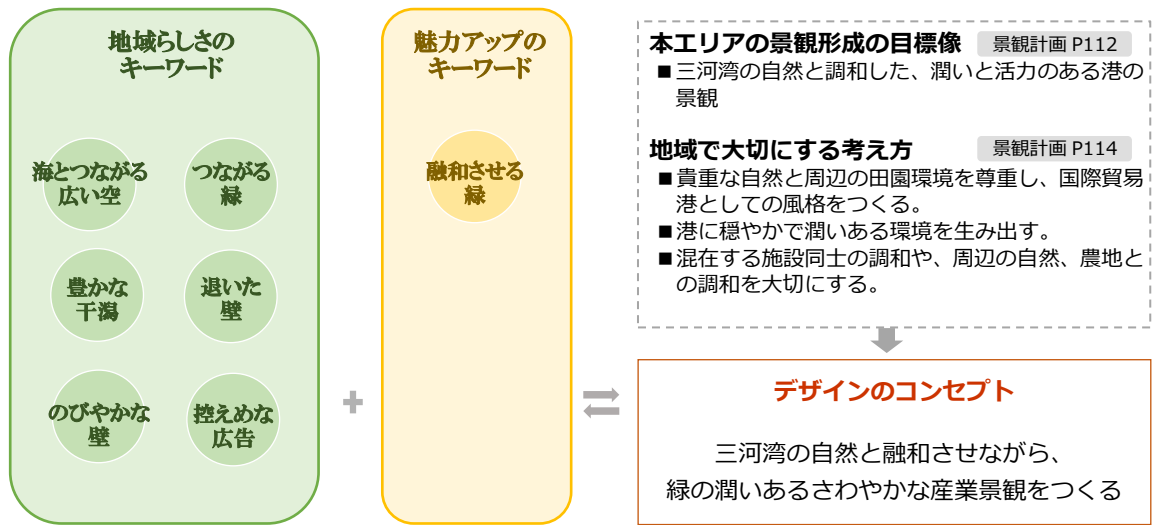 地域らしさの
キーワード
海とつながる
広い空
つながる
緑
豊かな
干潟
退いた
壁
のびやかな
壁
控えめな
広告
+
魅力アップの
キーワード
融和させる
緑
本エリアの景観形成の目標像 景観計画 P112
■三河湾の自然と調和した、潤いと活力のある港の
景観
地域で大切にする考え方 景観計画 P114
■貴重な自然と周辺の田園環境を尊重し、国際貿易
港としての風格をつくる。
■港に穏やかで潤いある環境を生み出す。
■混在する施設同士の調和や、周辺の自然、農地と
の調和を大切にする。
デザインのコンセプト
三河湾の自然と融和させながら、
緑の潤いあるさわやかな産業景観をつくる